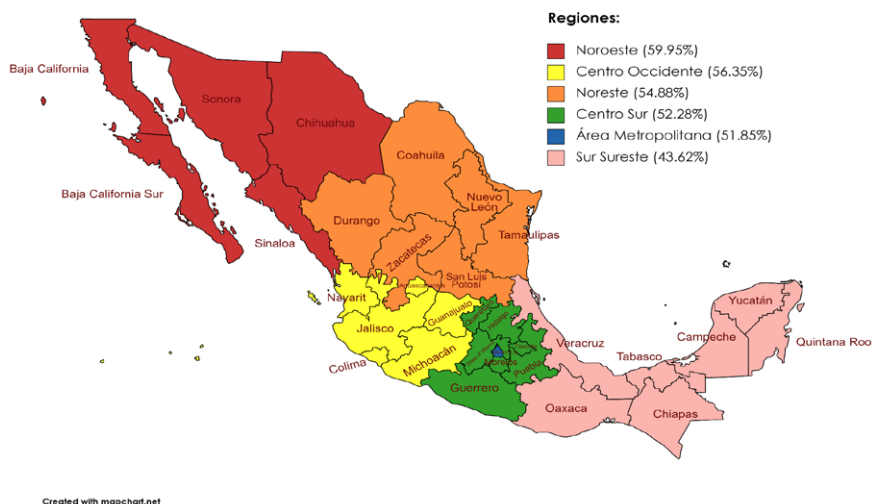 Regiones:
Noroeste (59.95%)
Centro Occidente (56.35%)
Noreste (54.88%)
Centro Sur (52.28%)
Área Metropolitana (51.85%)
Sur Sureste (43.62%)
Baja California
Sonora
Chihuahua
Coahuila
Baja California Sur
Nuevo
León
Durango
Tamaulipas
Sinaloa
Zacatecas
San Luis
Potosí
Aguascalientes
Nayarit
Guanajuato
Querétaro
Hidalgo
Jalisco
Yucatán
Veracruz
Campeche
Quintana Roo
Colima
Michoacán
Morelos
Puebla
Tabasco
Guerrero
Oaxaca
Chiapas
Created with mapchart.net